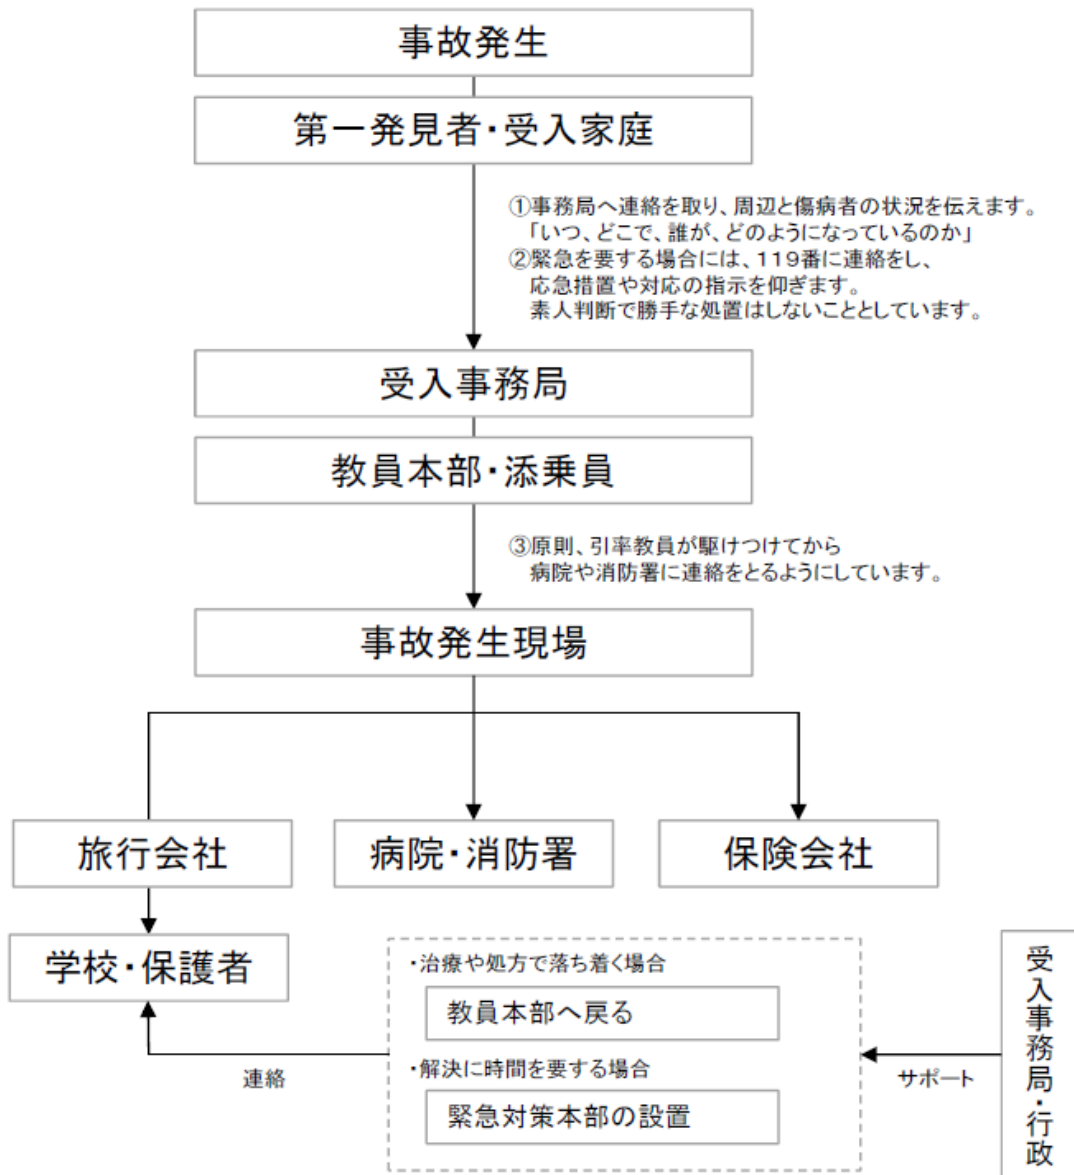 事故発生
第一発見者・受入家庭
①事務局へ連絡を取り、周辺と傷病者の状況を伝えます。
「いつ、どこで、誰が、どのようになっているのか」
②緊急を要する場合には、119番に連絡をし、
応急措置や対応の指示を仰ぎます。
素人判断で勝手な処置はしないこととしています。
受入事務局
教員本部・添乗員
③原則、引率教員が駆けつけてから
病院や消防署に連絡をとるようにしています。
事故発生現場
旅行会社
病院・消防署
保険会社
学校・保護者
・治療や処方で落ち着く場合
教員本部へ戻る
・解決に時間を要する場合
緊急対策本部の設置
連絡
サポート
受入事務局・行政